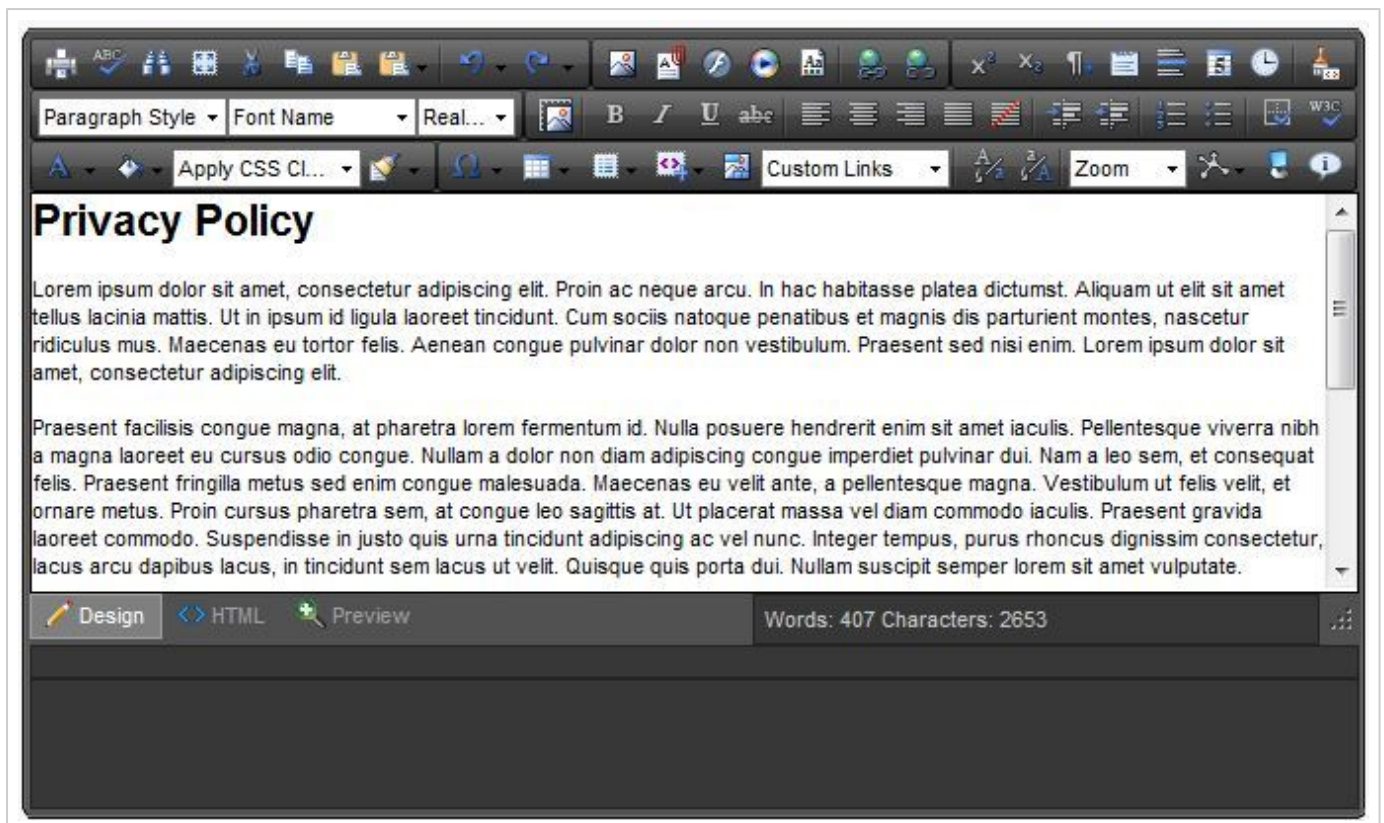 ABC
Paragraph Style Font Name Real... B I U abc W3C
A Apply CSS Cl... Ω Custom Links Zoom
Privacy Policy
Lorem ipsum dolor sit amet, consectetur adipiscing elit. Proin ac neque arcu. In hac habitasse platea dictumst. Aliquam ut elit sit amet
tellus lacinia mattis. Ut in ipsum id ligula laoreet tincidunt. Cum sociis natoque penatibus et magnis dis parturient montes, nascetur
ridiculus mus. Maecenas eu tortor felis. Aenean congue pulvinar dolor non vestibulum. Praesent sed nisi enim. Lorem ipsum dolor sit
amet, consectetur adipiscing elit.
Praesent facilisis congue magna, at pharetra lorem fermentum id. Nulla posuere hendrerit enim sit amet iaculis. Pellentesque viverra nibh
a magna laoreet eu cursus odio congue. Nullam a dolor non diam adipiscing congue imperdiet pulvinar dui. Nam a leo sem, et consequat
felis. Praesent fringilla metus sed enim congue malesuada. Maecenas eu velit ante, a pellentesque magna. Vestibulum ut felis velit, et
ornare metus. Proin cursus pharetra sem, at congue leo sagittis at. Ut placerat massa vel diam commodo iaculis. Praesent gravida
laoreet commodo. Suspendisse in justo quis urna tincidunt adipiscing ac vel nunc. Integer tempus, purus rhoncus dignissim consectetur,
lacus arcu dapibus lacus, in tincidunt sem lacus ut velit. Quisque quis porta dui. Nullam suscipit semper lorem sit amet vulputate.
Design HTML Preview Words: 407 Characters: 2653